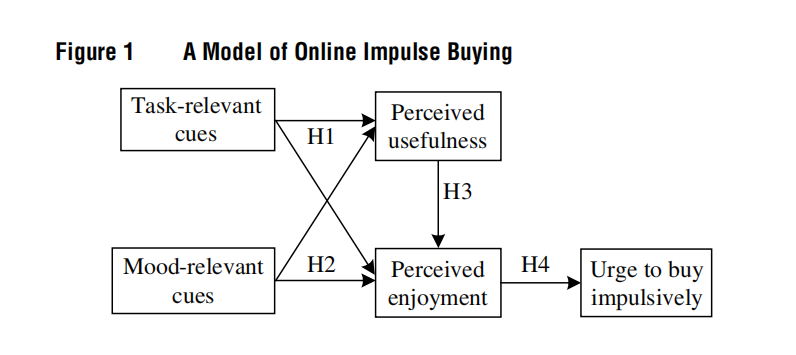 Figure 1 A Model of Online Impulse Buying
Task-relevant
cues
Perceived
usefulness
H1
H3
Mood-relevant
cues
H2
Perceived
enjoyment
H4
Urge to buy
impulsively